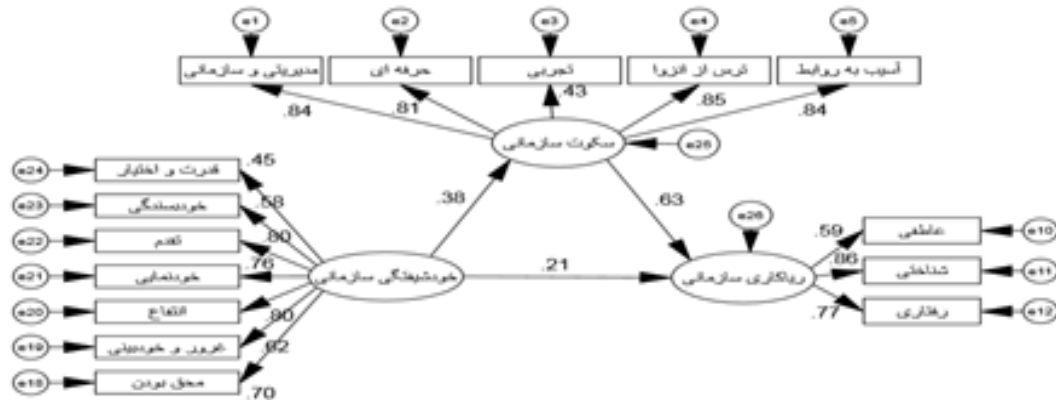 e1 e2 e3 e4 e5
مدیریتی و سازمانی
حرفه ای
تجربی
ترس از انزوا
آسیب به روابط
.84 .81 .43 .85 .84
سکوت سازمانی
e25
e24 قدرت و اختیار .45
e23 خودبسندگی .58
e22 تقدم .80
e21 خودنمایی .76
e20 انتفاع .80
e19 غرور و خودبینی .62
e18 محق بودن .70
خودشیفتگی سازمانی
.38
.63
.21
e26
ریاکاری سازمانی
.59 عاطفی e10
.86 شناختی e11
.77 رفتاری e12